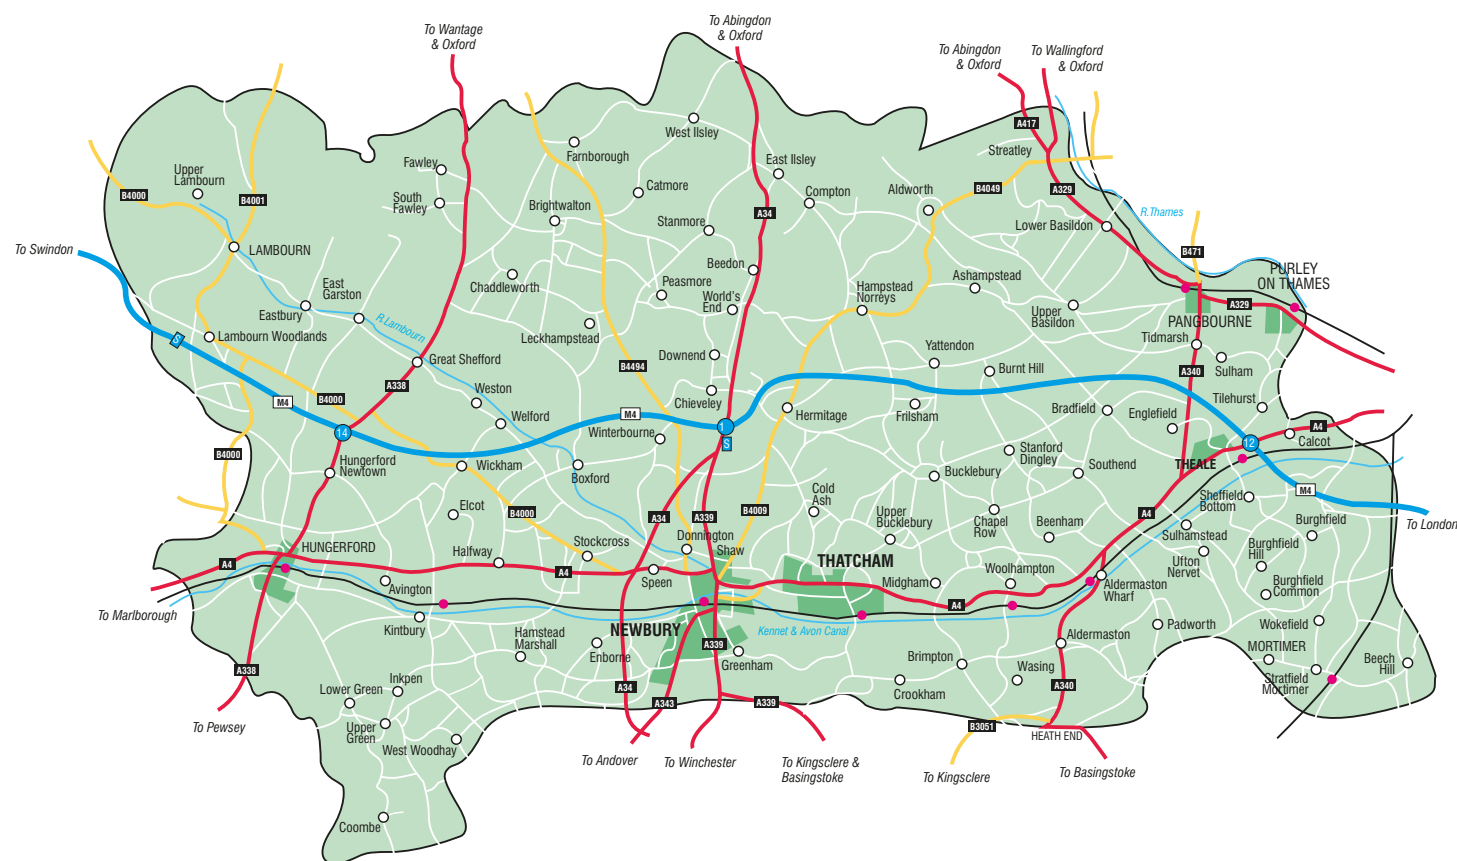 To Wantage
& Oxford
To Abingdon
& Oxford
To Abingdon
& Oxford
To Wallingford
& Oxford
A417
West Ilsley
Farnborough
Streatley
East Ilsley
Fawley
Upper
Lambourn
B4000
B4001
South
Fawley
Catmore
Compton
Aldworth
B4049
A329
Brightwalton
A34
R.Thames
Stanmore
Lower Basildon
To Swindon
LAMBOURN
B471
Beedon
PURLEY
ON THAMES
Chaddleworth
Peasmore
World's
End
Ashampstead
East
Garston
Hampstead
Norreys
Eastbury
R.Lambourn
Upper
Basildon
A329
PANGBOURNE
S
Lambourn Woodlands
Leckhampstead
Tidmarsh
Downend
Yattendon
Great Shefford
B4494
Burnt Hill
Sulham
A338
A340
Weston
Chieveley
M4
B4000
Welford
M4
Hermitage
Frilsham
Bradfield
Englefield
Tilehurst
14
Winterbourne
1
S
A4
Calcot
12
B4000
Hungerford
Newtown
Wickham
Boxford
Stanford
Dingley
Southend
THEALE
Bucklebury
M4
Elcot
B4000
A34
A339
B4009
Cold
Ash
Upper
Bucklebury
Chapel
Row
Beenham
A4
Sheffield
Bottom
Burghfield
To London
Sulhamstead
HUNGERFORD
Halfway
Stockcross
Donnington
Shaw
THATCHAM
Burghfield
Hill
Ufton
Nervet
A4
A4
Speen
Avington
Midgham
Woolhampton
Aldermaston
Wharf
Burghfield
Common
To Marlborough
A4
Kintbury
Hamstead
Marshall
NEWBURY
Kennet & Avon Canal
Aldermaston
Padworth
Wokefield
Enborne
A339
Greenham
Brimpton
Wasing
MORTIMER
Beech
Hill
A338
Inkpen
Lower Green
A34
A343
A339
Crookham
A340
Stratfield
Mortimer
To Pewsey
Upper
Green
B3051
HEATH END
West Woodhay
To Andover
To Winchester
To Kingsclere &
Basingstoke
To Kingsclere
To Basingstoke
Coombe